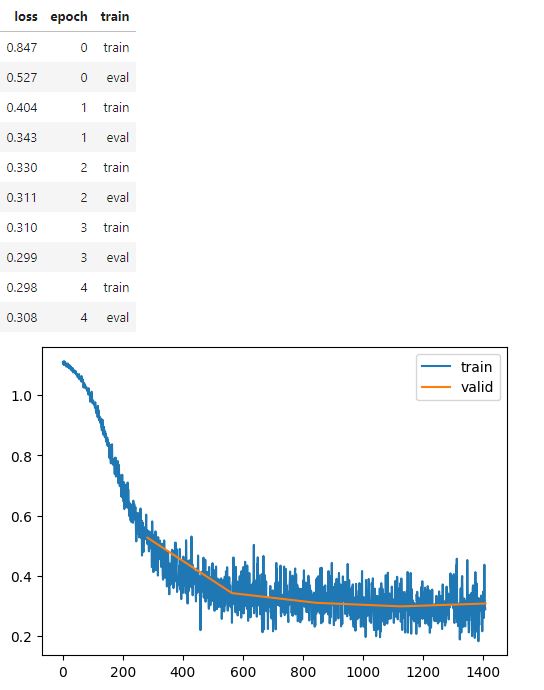 loss epoch train
0.847 0 train
0.527 0 eval
0.404 1 train
0.343 1 eval
0.330 2 train
0.311 2 eval
0.310 3 train
0.299 3 eval
0.298 4 train
0.308 4 eval
train
valid
1.0
0.8
0.6
0.4
0.2
0 200 400 600 800 1000 1200 1400